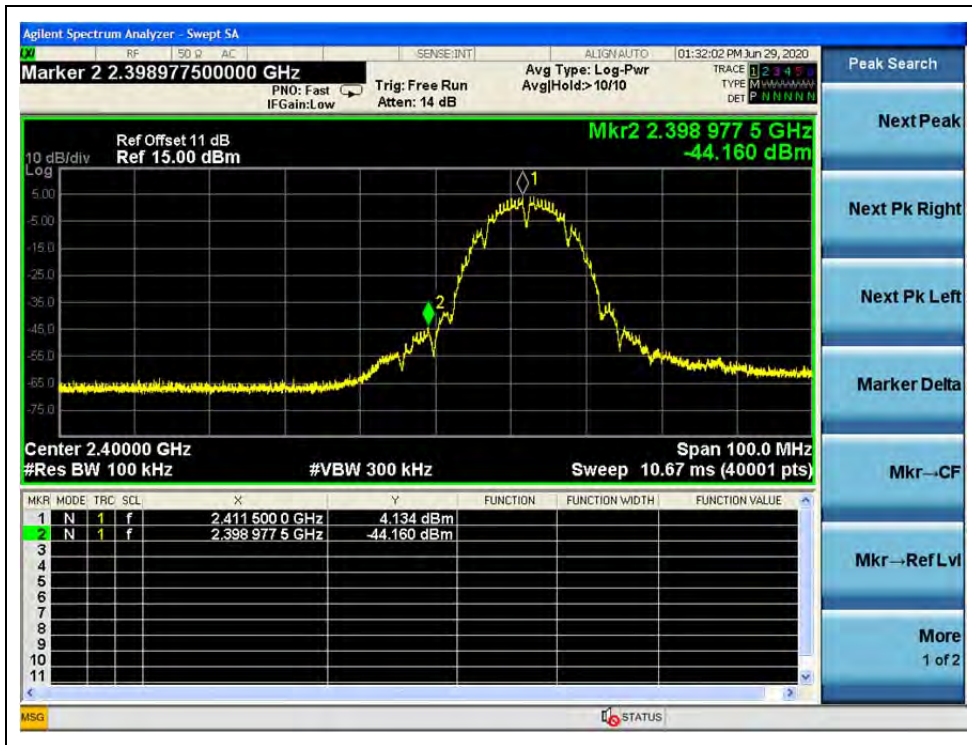 Agilent Spectrum Analyzer - Swept SA
LXI RF 50 Ω AC SENSE:INT ALIGN AUTO 01:32:02 PM Jun 29, 2020
Marker 2 2.398977500000 GHz
PNO: Fast
IFGain:Low
Trig: Free Run
Atten: 14 dB
Avg Type: Log-Pwr
Avg|Hold:>10/10
TRACE 1 2 3 4 5 6
TYPE M
DET P N N N N N
Ref Offset 11 dB
Ref 15.00 dBm
10 dB/div
Log
Mkr2 2.398 977 5 GHz
-44.160 dBm
5.00
-5.00
-15.0
-25.0
-35.0
-45.0
-55.0
-65.0
-75.0
1
2
Center 2.40000 GHz
#Res BW 100 kHz
#VBW 300 kHz
Span 100.0 MHz
Sweep 10.67 ms (40001 pts)
MKR MODE TRC SCL X Y FUNCTION FUNCTION WIDTH FUNCTION VALUE
1 N 1 f 2.411 500 0 GHz 4.134 dBm
2 N 1 f 2.398 977 5 GHz -44.160 dBm
3
4
5
6
7
8
9
10
11
MSG
STATUS
Peak Search
Next Peak
Next Pk Right
Next Pk Left
Marker Delta
Mkr→CF
Mkr→Ref Lvl
More
1 of 2